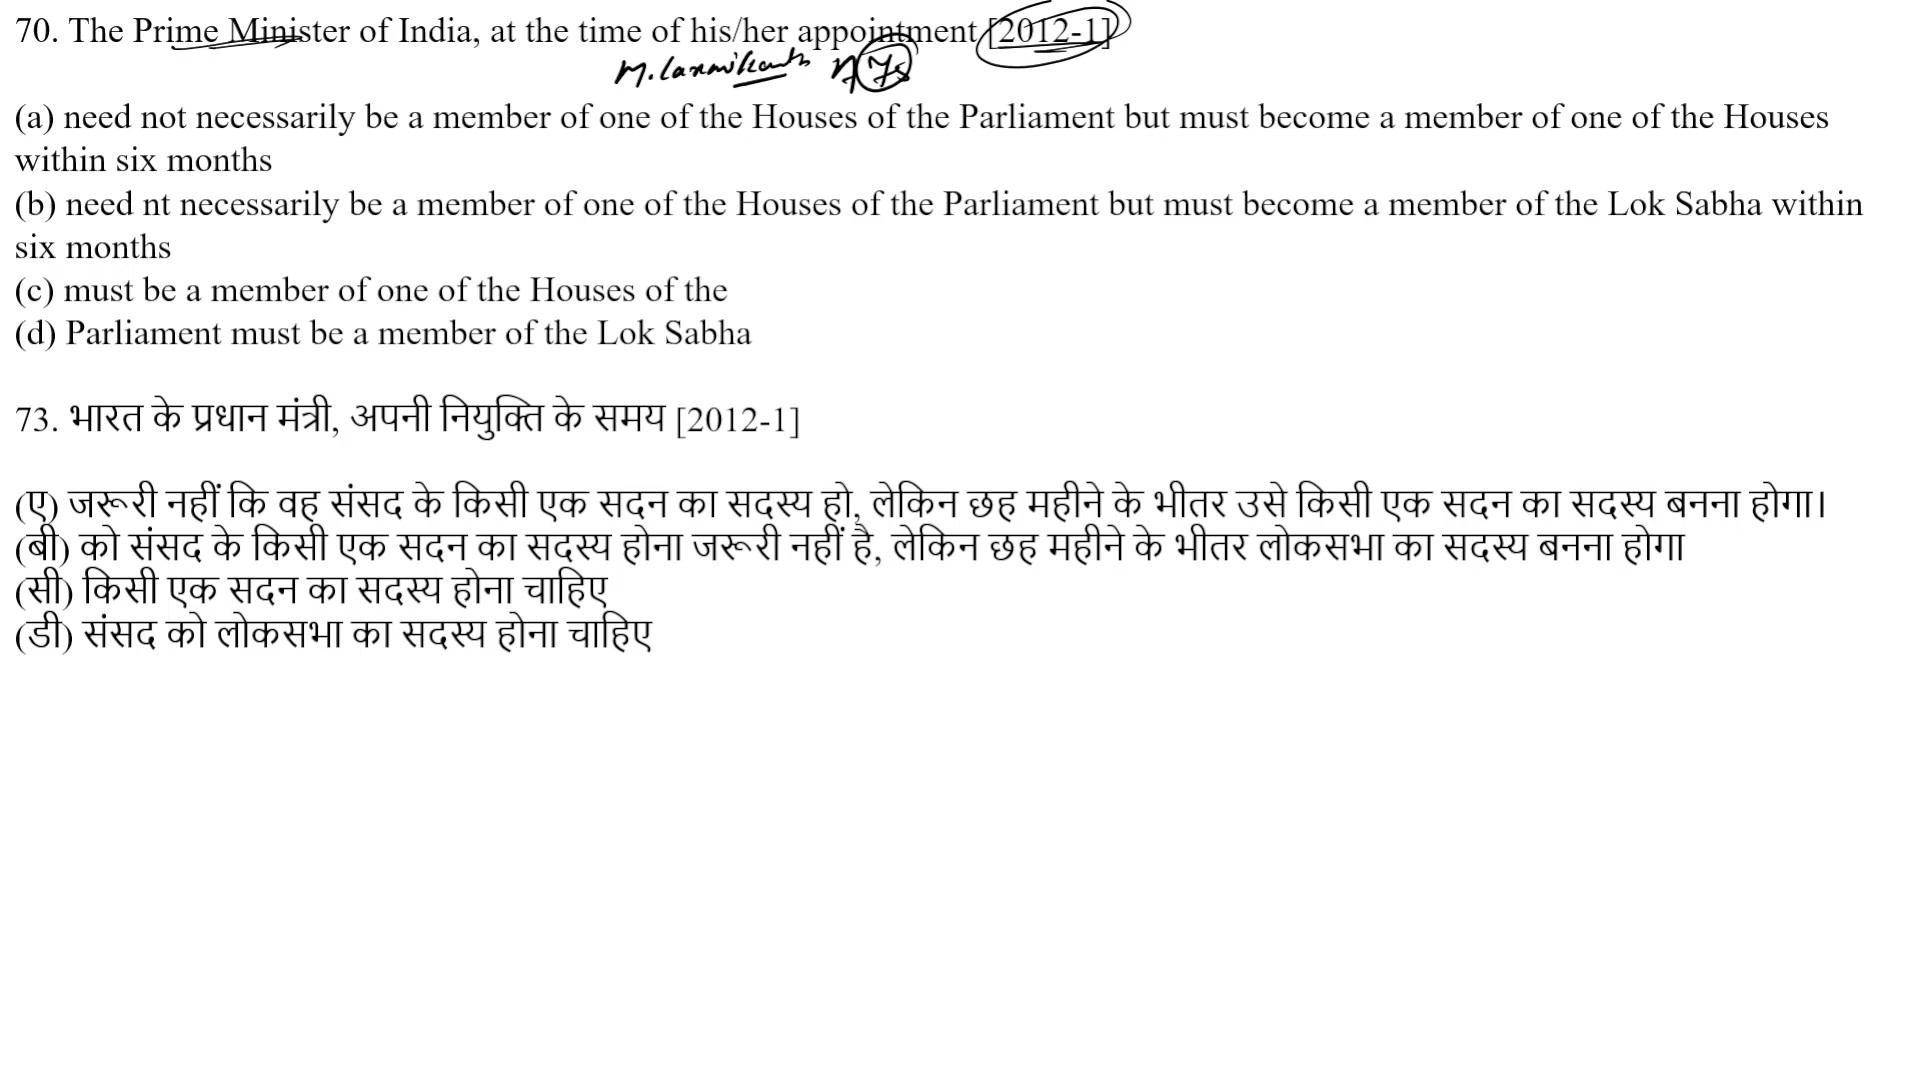 70. The Prime Minister of India, at the time of his/her appointment [2012-1]
M. Laxmikanth
(a) need not necessarily be a member of one of the Houses of the Parliament but must become a member of one of the Houses
within six months
(b) need nt necessarily be a member of one of the Houses of the Parliament but must become a member of the Lok Sabha within
six months
(c) must be a member of one of the Houses of the
(d) Parliament must be a member of the Lok Sabha
73. भारत के प्रधान मंत्री, अपनी नियुक्ति के समय [2012-1]
(ए) जरूरी नहीं कि वह संसद के किसी एक सदन का सदस्य हो, लेकिन छह महीने के भीतर उसे किसी एक सदन का सदस्य बनना होगा।
(बी) को संसद के किसी एक सदन का सदस्य होना जरूरी नहीं है, लेकिन छह महीने के भीतर लोकसभा का सदस्य बनना होगा
(सी) किसी एक सदन का सदस्य होना चाहिए
(डी) संसद को लोकसभा का सदस्य होना चाहिए